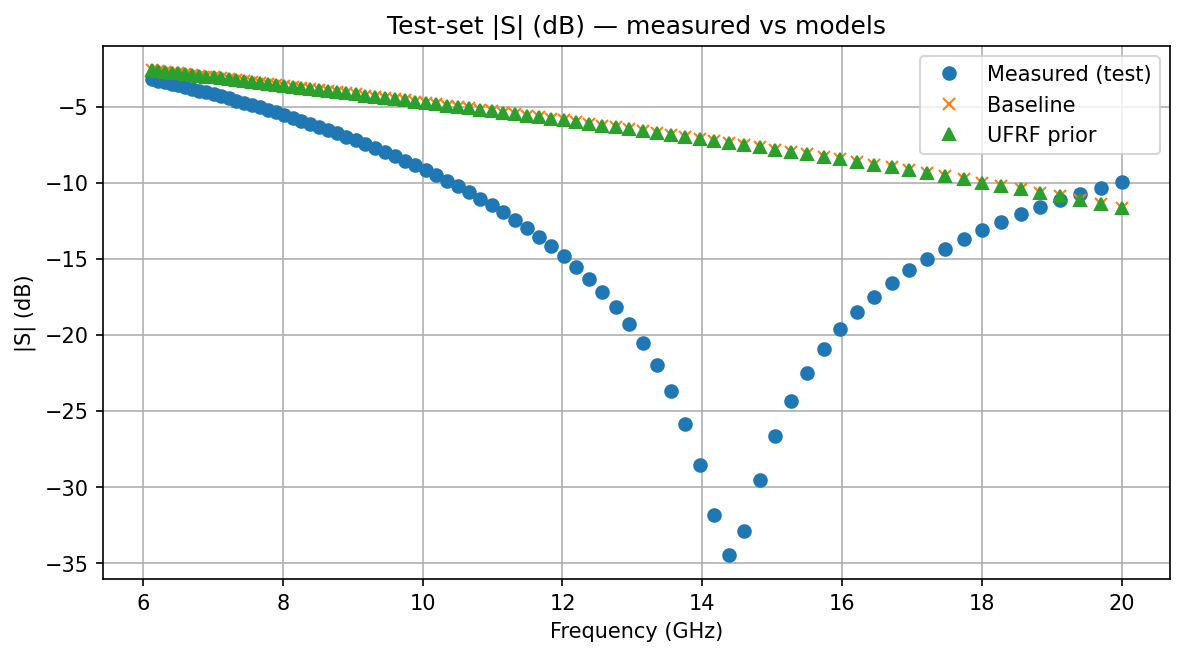 Test-set |S| (dB) — measured vs models
Measured (test)
Baseline
UFRF prior
|S| (dB)
−5
−10
−15
−20
−25
−30
−35
6
8
10
12
14
16
18
20
Frequency (GHz)